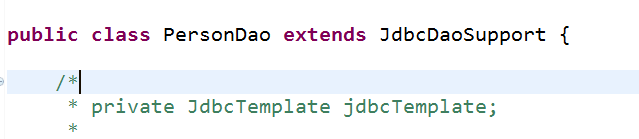 public class PersonDao extends JdbcDaoSupport {
/*
* private JdbcTemplate jdbcTemplate;
*